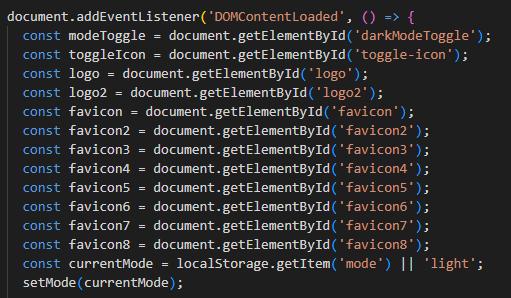 document.addEventListener('DOMContentLoaded', () => {
  const modeToggle = document.getElementById('darkModeToggle');
  const toggleIcon = document.getElementById('toggle-icon');
  const logo = document.getElementById('logo');
  const logo2 = document.getElementById('logo2');
  const favicon = document.getElementById('favicon');
  const favicon2 = document.getElementById('favicon2');
  const favicon3 = document.getElementById('favicon3');
  const favicon4 = document.getElementById('favicon4');
  const favicon5 = document.getElementById('favicon5');
  const favicon6 = document.getElementById('favicon6');
  const favicon7 = document.getElementById('favicon7');
  const favicon8 = document.getElementById('favicon8');
  const currentMode = localStorage.getItem('mode') || 'light';
  setMode(currentMode);